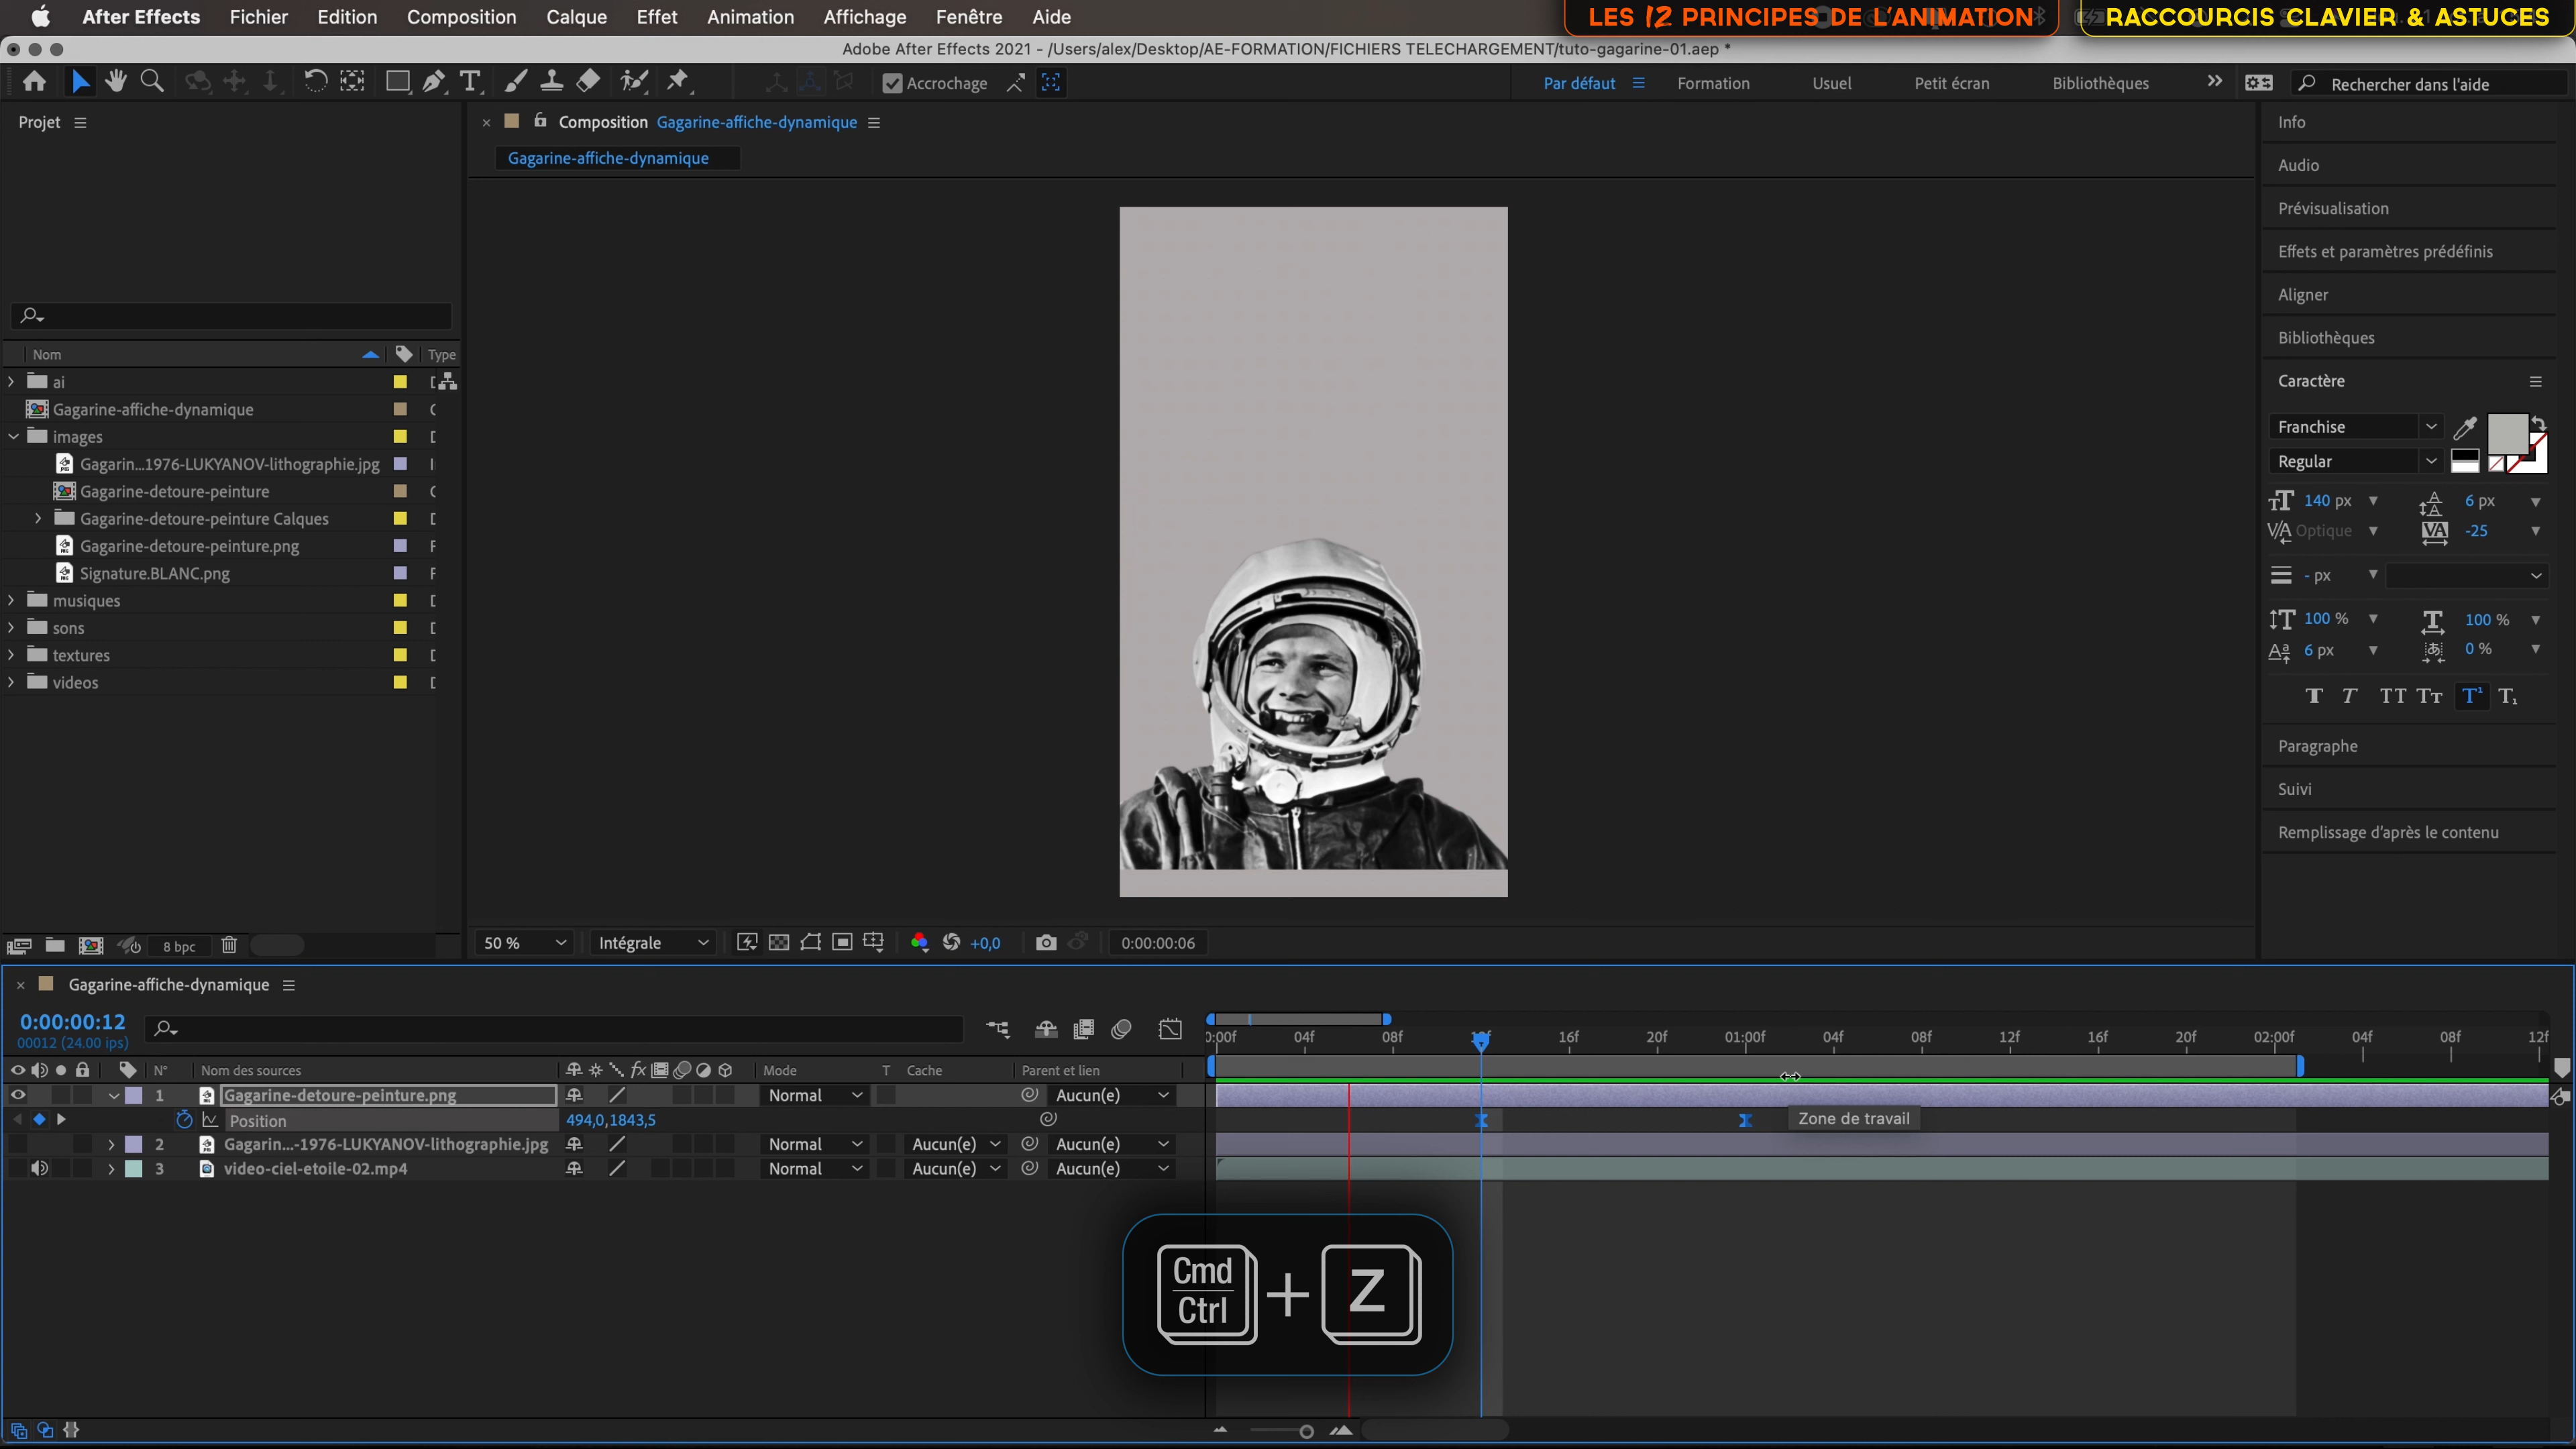 After Effects Fichier Edition Composition Calque Effet Animation Affichage Fenêtre Aide
LES 12 PRINCIPES DE L'ANIMATION
RACCOURCIS CLAVIER & ASTUCES
Adobe After Effects 2021 - /Users/alex/Desktop/AE-FORMATION/FICHIERS TELECHARGEMENT/tuto-gagarine-01.aep *
Accrochage
Par défaut Formation Usuel Petit écran Bibliothèques
Rechercher dans l'aide
Projet
Composition Gagarine-affiche-dynamique
Gagarine-affiche-dynamique
Nom Type
ai
Gagarine-affiche-dynamique
images
Gagarin...1976-LUKYANOV-lithographie.jpg
Gagarine-detoure-peinture
Gagarine-detoure-peinture Calques
Gagarine-detoure-peinture.png
Signature.BLANC.png
musiques
sons
textures
videos
8 bpc
Info
Audio
Prévisualisation
Effets et paramètres prédéfinis
Aligner
Bibliothèques
Caractère
Franchise
Regular
140 px 6 px
Optique -25
- px
100 % 100 %
6 px 0 %
Paragraphe
Suivi
Remplissage d'après le contenu
50 % Intégrale +0,0 0:00:00:06
Gagarine-affiche-dynamique
0:00:00:12
00012 (24.00 ips)
0:00f 04f 08f 16f 20f 01:00f 04f 08f 12f 16f 20f 02:00f 04f 08f 12f
N° Nom des sources Mode T Cache Parent et lien
1 Gagarine-detoure-peinture.png Normal Aucun(e)
Position 494,0,1843,5
Zone de travail
2 Gagarin...-1976-LUKYANOV-lithographie.jpg Normal Aucun(e) Aucun(e)
3 video-ciel-etoile-02.mp4 Normal Aucun(e) Aucun(e)
Cmd
Ctrl
+ Z